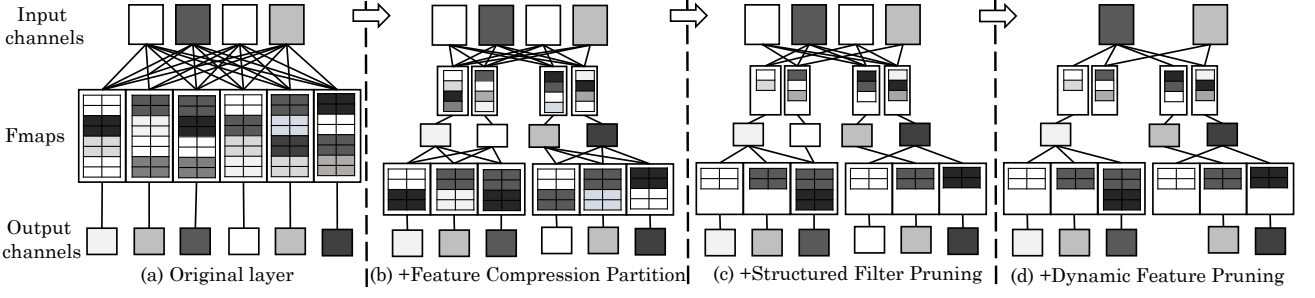 Input
channels
Fmaps
Output
channels
(a) Original layer
(b) +Feature Compression Partition
(c) +Structured Filter Pruning
(d) +Dynamic Feature Pruning